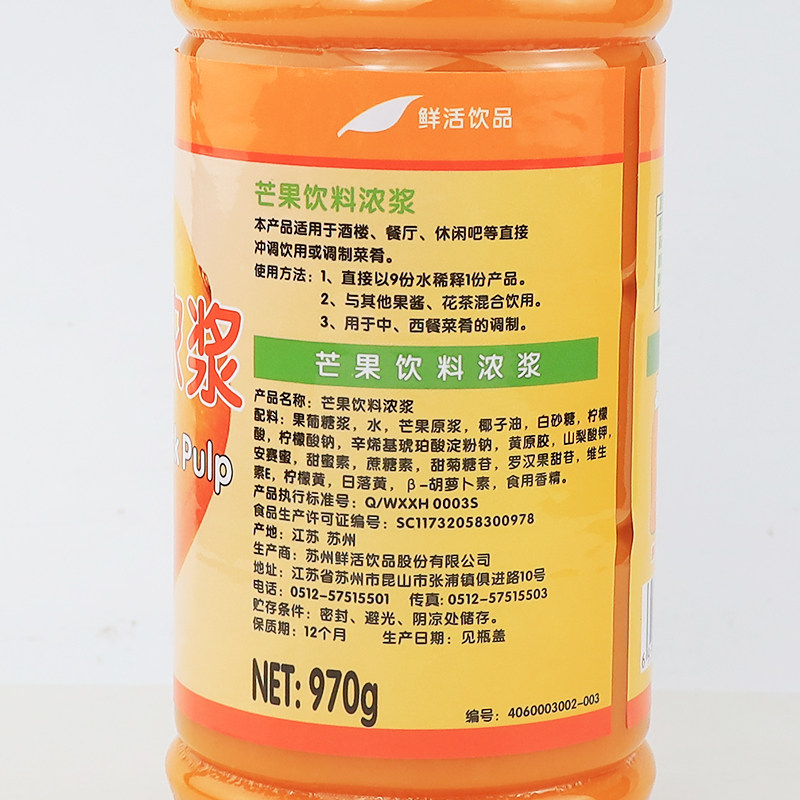 鲜活饮品
芒果饮料浓浆
本产品适用于酒楼、餐厅、休闲吧等直接
冲调饮用或调制菜肴。
使用方法：1、直接以9份水稀释1份产品。
2、与其他果酱、花茶混合饮用。
3、用于中、西餐菜肴的调制。
浆
Pulp
芒果饮料浓浆
产品名称：芒果饮料浓浆
配料：果葡糖浆，水，芒果原浆，椰子油，白砂糖，柠檬
酸，柠檬酸钠，辛烯基琥珀酸淀粉钠，黄原胶，山梨酸钾，
安赛蜜，甜蜜素，蔗糖素，甜菊糖苷，罗汉果甜苷，维生
素E，柠檬黄，日落黄，β-胡萝卜素，食用香精。
产品执行标准号：Q/WXXH 0003S
食品生产许可证编号：SC11732058300978
产地：江苏 苏州
生产商：苏州鲜活饮品股份有限公司
地址：江苏省苏州市昆山市张浦镇俱进路10号
电话：0512-57515501 传真：0512-57515503
贮存条件：密封、避光、阴凉处储存。
保质期：12个月 生产日期：见瓶盖
NET: 970g
编号：4060003002-003